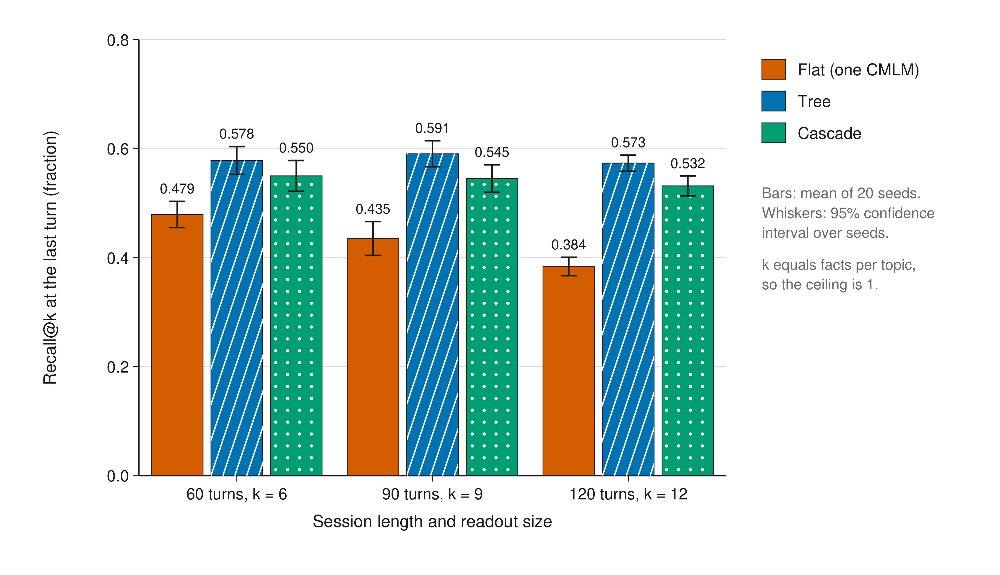 Recall@k at the last turn (fraction)
0.8
0.6
0.4
0.2
0.0
0.479
0.578
0.550
0.435
0.591
0.545
0.384
0.573
0.532
60 turns, k = 6
90 turns, k = 9
120 turns, k = 12
Session length and readout size
Flat (one CMLM)
Tree
Cascade
Bars: mean of 20 seeds.
Whiskers: 95% confidence
interval over seeds.
k equals facts per topic,
so the ceiling is 1.